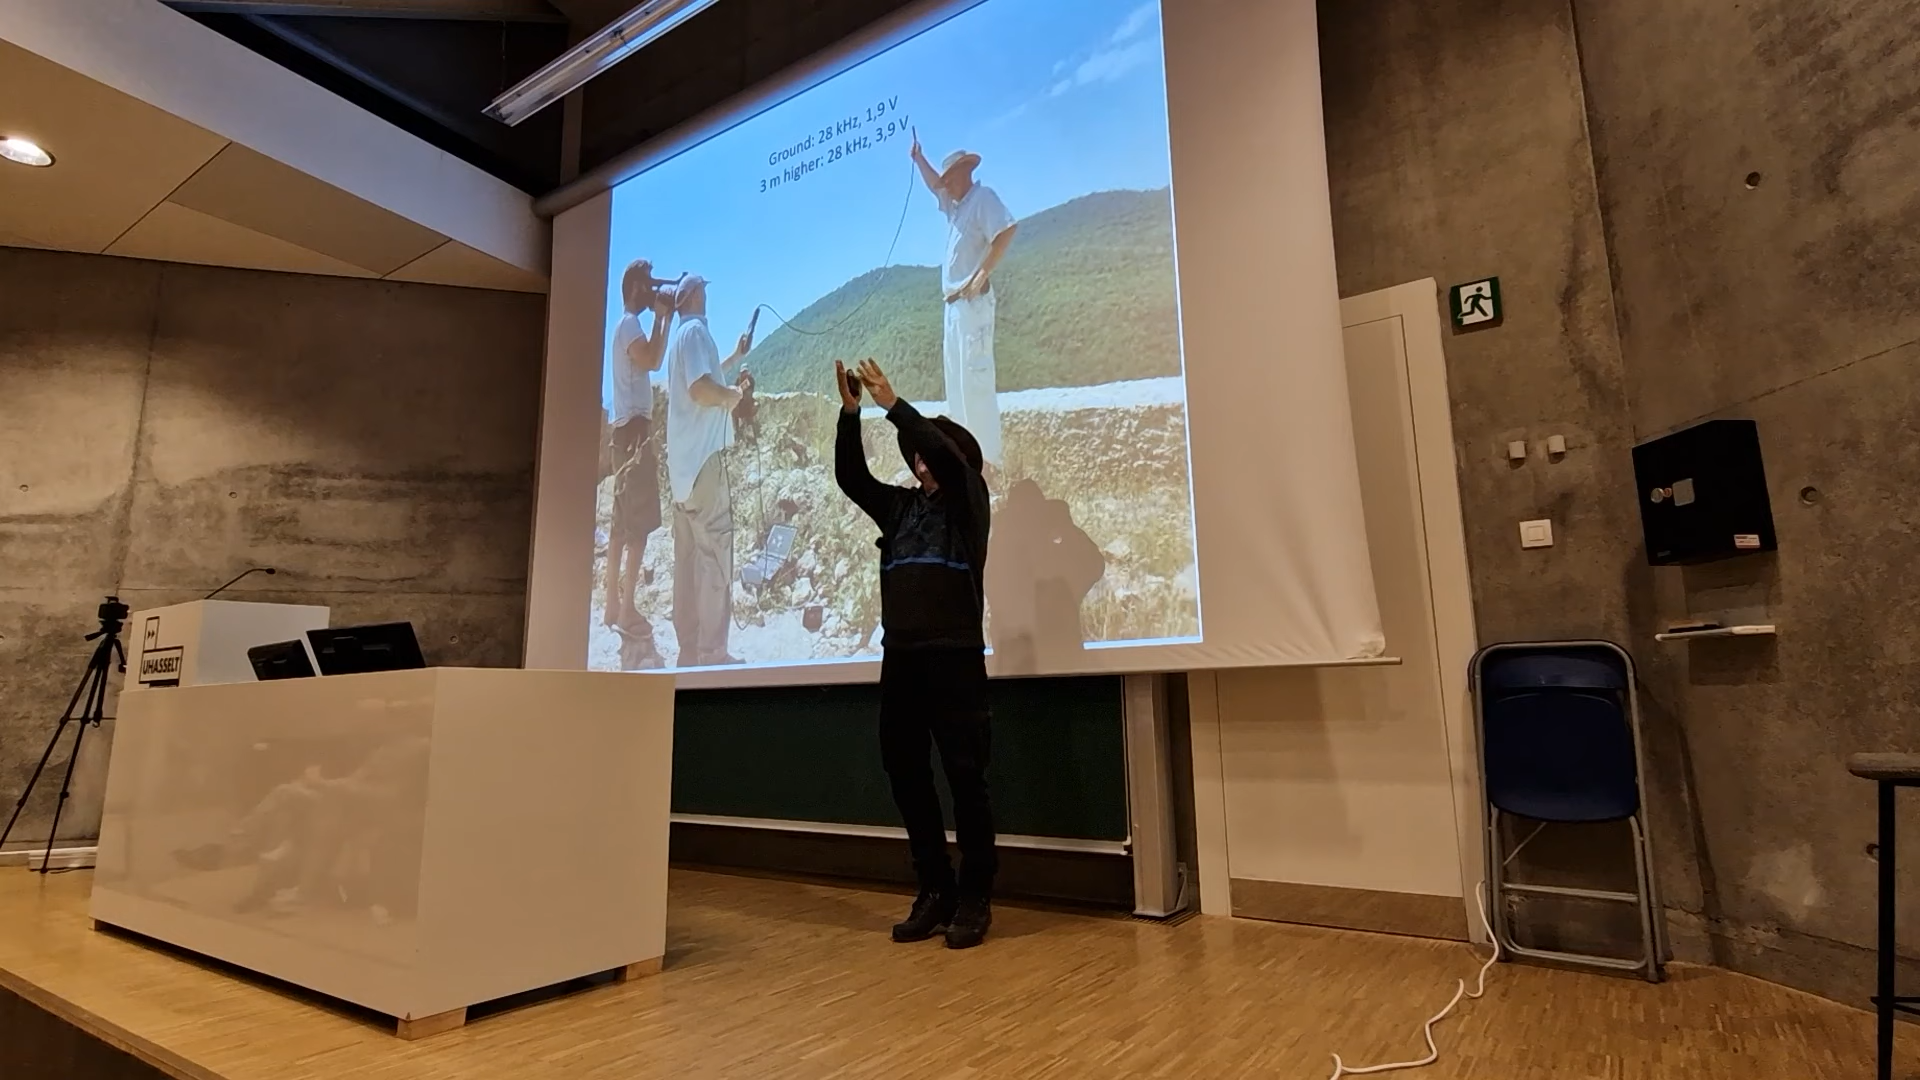 Ground: 28 kHz, 1,9 V
3 m higher: 28 kHz, 3,9 V
UHASSELT